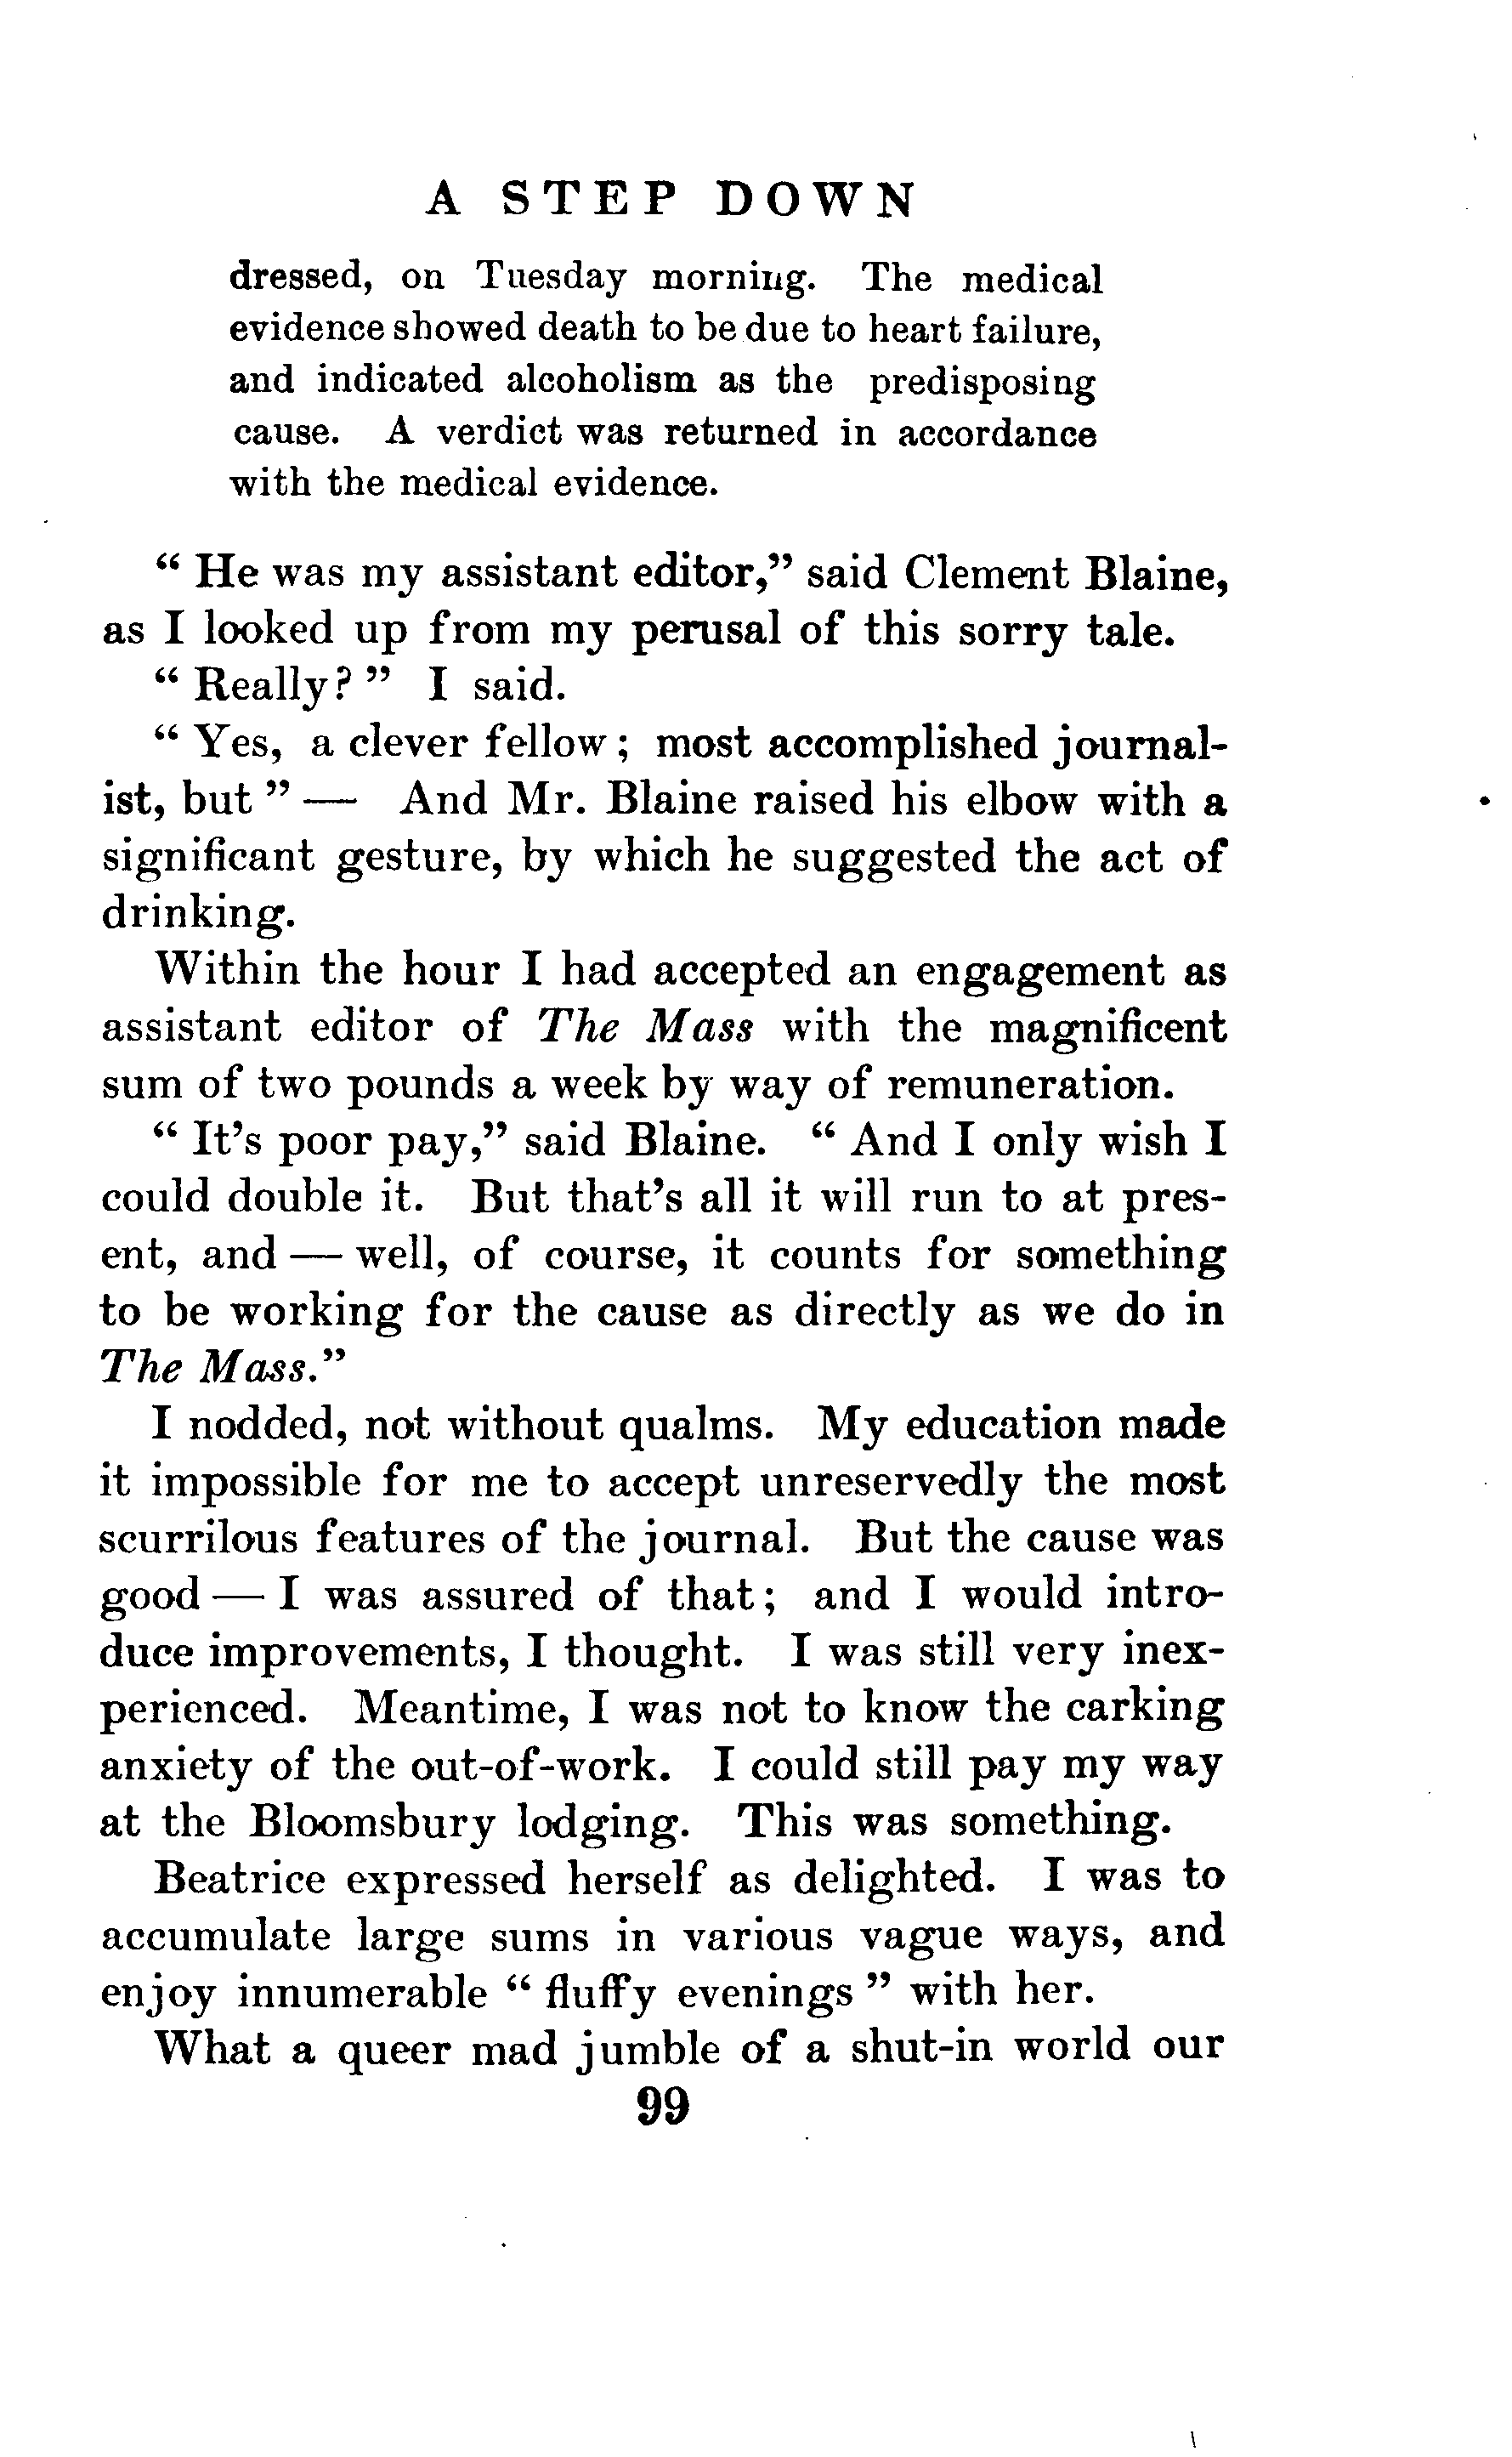 A STEP DOWN
dressed, on Tuesday morning. The medical
evidence showed death to be due to heart failure,
and indicated alcoholism as the predisposing
cause. A verdict was returned in accordance
with the medical evidence.
“ He was my assistant editor,” said Clement Blaine,
as I looked up from my perusal of this sorry tale.
“ Really? ” I said.
“ Yes, a clever fellow ; most accomplished journal-
ist, but ” — And Mr. Blaine raised his elbow with a
significant gesture, by which he suggested the act of
drinking.
Within the hour I had accepted an engagement as
assistant editor of The Mass with the magnificent
sum of two pounds a week by way of remuneration.
“ It’s poor pay,” said Blaine. “ And I only wish I
could double it. But that’s all it will run to at pres-
ent, and — well, of course, it counts for something
to be working for the cause as directly as we do in
The Mass.”
I nodded, not without qualms. My education made
it impossible for me to accept unreservedly the most
scurrilous features of the journal. But the cause was
good — I was assured of that ; and I would intro-
duce improvements, I thought. I was still very inex-
perienced. Meantime, I was not to know the carking
anxiety of the out-of-work. I could still pay my way
at the Bloomsbury lodging. This was something.
Beatrice expressed herself as delighted. I was to
accumulate large sums in various vague ways, and
enjoy innumerable “ fluffy evenings ” with her.
What a queer mad jumble of a shut-in world our
99